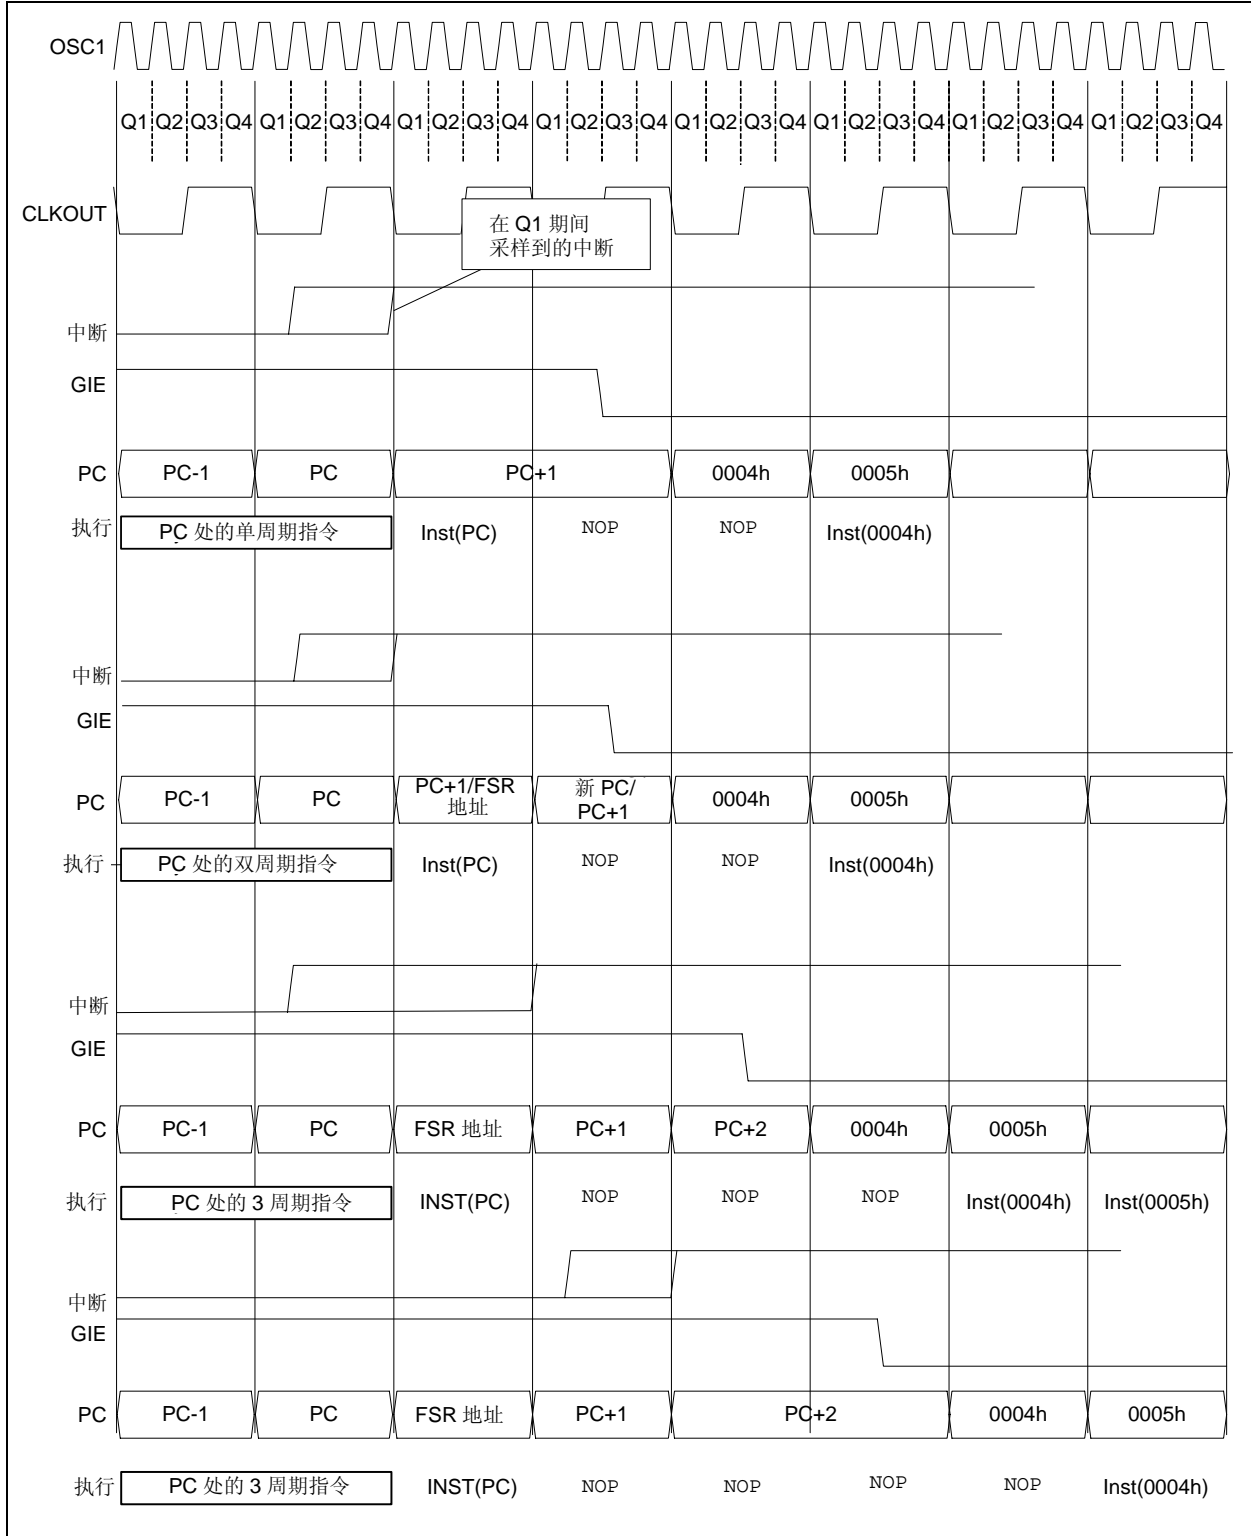 OSC1
Q1 Q2 Q3 Q4 Q1 Q2 Q3 Q4 Q1 Q2 Q3 Q4 Q1 Q2 Q3 Q4 Q1 Q2 Q3 Q4 Q1 Q2 Q3 Q4 Q1 Q2 Q3 Q4 Q1 Q2 Q3 Q4
CLKOUT
在 Q1 期间
采样到的中断
中断
GIE
PC PC-1 PC PC+1 0004h 0005h
执行 PC 处的单周期指令 Inst(PC) NOP NOP Inst(0004h)
中断
GIE
PC PC-1 PC PC+1/FSR 地址 新 PC/ PC+1 0004h 0005h
执行 PC 处的双周期指令 Inst(PC) NOP NOP Inst(0004h)
中断
GIE
PC PC-1 PC FSR 地址 PC+1 PC+2 0004h 0005h
执行 PC 处的 3 周期指令 INST(PC) NOP NOP NOP Inst(0004h) Inst(0005h)
中断
GIE
PC PC-1 PC FSR 地址 PC+1 PC+2 0004h 0005h
执行 PC 处的 3 周期指令 INST(PC) NOP NOP NOP NOP Inst(0004h)